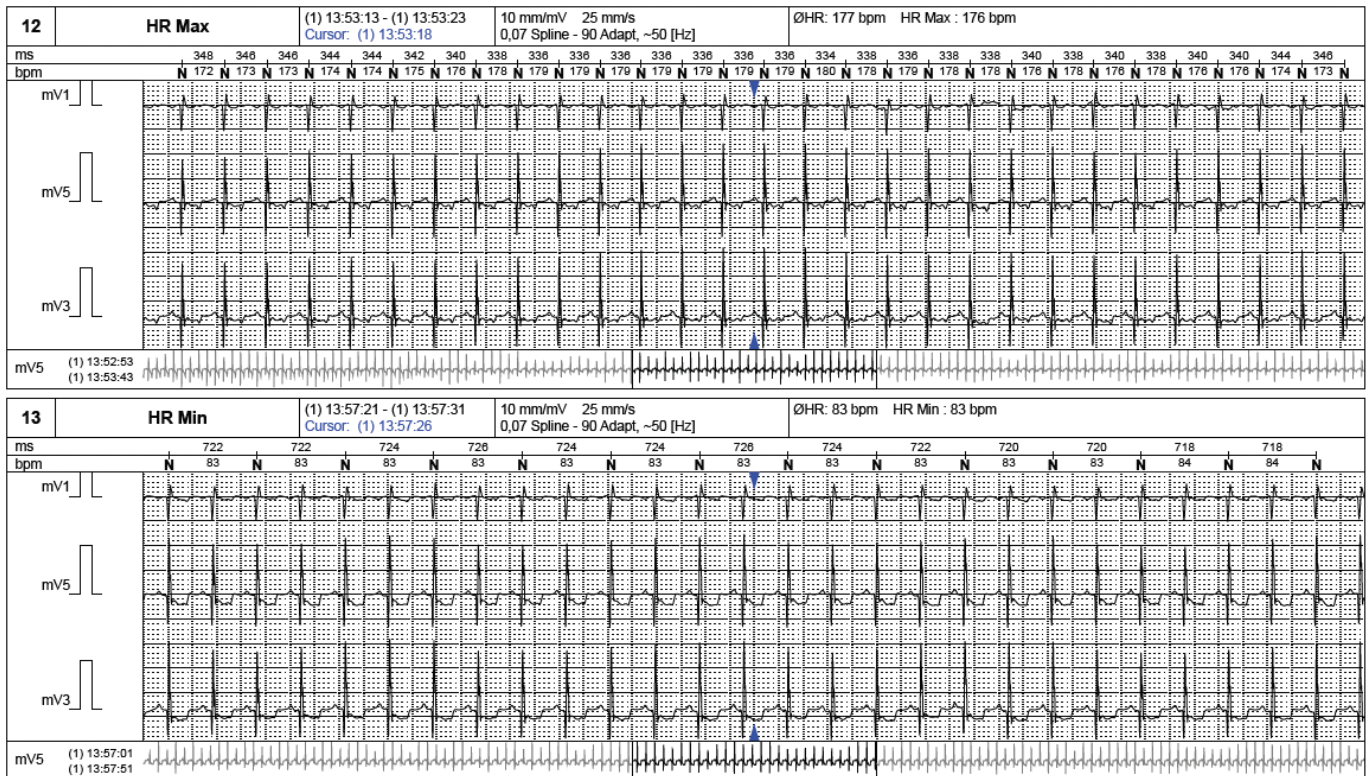 12 HR Max (1) 13:53:13 - (1) 13:53:23 10 mm/mV 25 mm/s ØHR: 177 bpm HR Max : 176 bpm
Cursor: (1) 13:53:18 0,07 Spline - 90 Adapt, ~50 [Hz]
ms 348 346 346 344 344 342 340 338 336 336 336 336 336 336 336 334 338 336 338 338 340 338 340 338 340 340 344 346
bpm N 172 N 173 N 173 N 174 N 174 N 175 N 176 N 178 N 179 N 179 N 179 N 179 N 179 N 179 N 179 N 180 N 178 N 179 N 178 N 178 N 176 N 178 N 176 N 178 N 176 N 176 N 174 N 173 N
mV1
mV5
mV3
mV5 (1) 13:52:53
(1) 13:53:43
13 HR Min (1) 13:57:21 - (1) 13:57:31 10 mm/mV 25 mm/s ØHR: 83 bpm HR Min : 83 bpm
Cursor: (1) 13:57:26 0,07 Spline - 90 Adapt, ~50 [Hz]
ms 722 722 724 726 724 724 726 724 722 720 720 718 718
bpm N 83 N 83 N 83 N 83 N 83 N 83 N 83 N 83 N 83 N 83 N 83 N 84 N 84 N
mV1
mV5
mV3
mV5 (1) 13:57:01
(1) 13:57:51